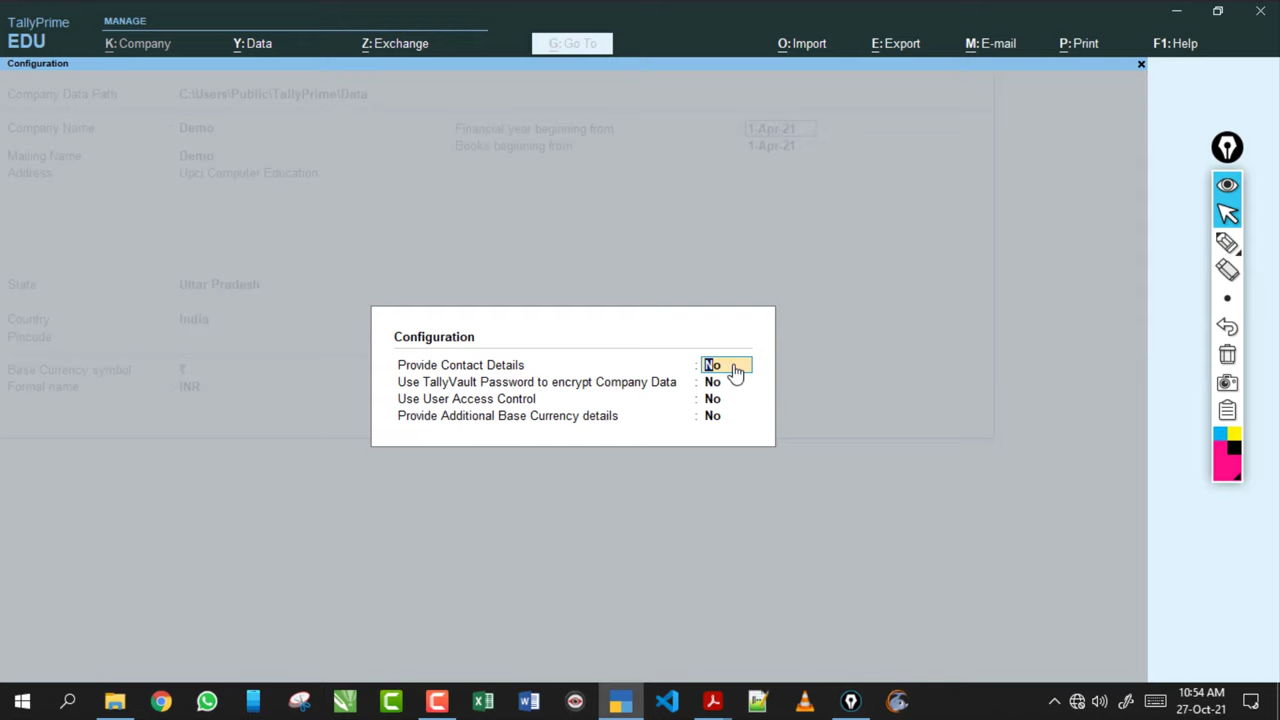 TallyPrime
EDU
MANAGE
K: Company
Y: Data
Z: Exchange
G: Go To
O: Import
E: Export
M: E-mail
P: Print
F1: Help
Configuration
Company Data Path C:\Users\Public\TallyPrime\Data
Company Name : Demo
Financial year beginning from 1-Apr-21
Books beginning from 1-Apr-21
Mailing Name Demo
Address Upci Computer Education
State Uttar Pradesh
Country India
Pincode
Base Currency symbol ₹
Formal name INR
Configuration
Provide Contact Details : No
Use TallyVault Password to encrypt Company Data : No
Use User Access Control : No
Provide Additional Base Currency details : No
10:54 AM
27-Oct-21